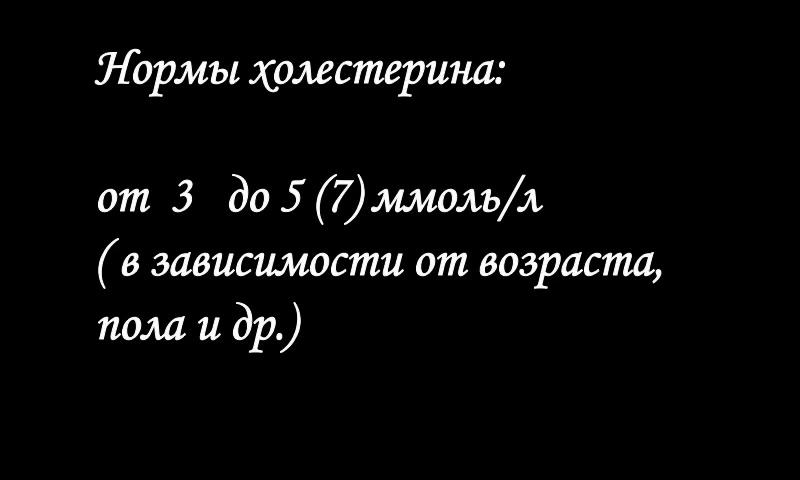 Нормы холестерина:
от 3 до 5 (7) ммоль/л
( в зависимости от возраста,
пола и др.)